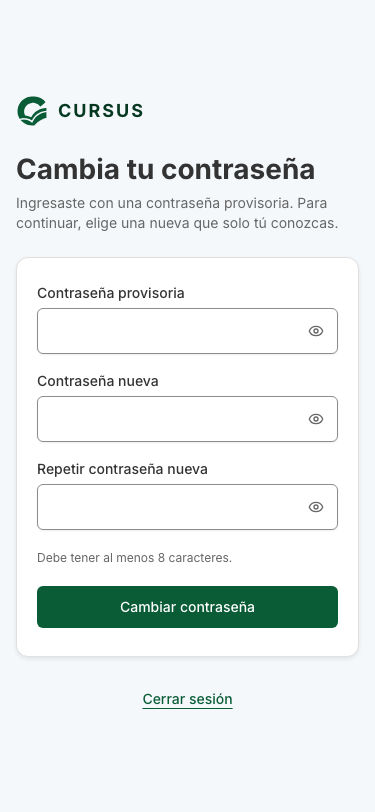 CURSUS
Cambia tu contraseña
Ingresaste con una contraseña provisoria. Para
continuar, elige una nueva que solo tú conozcas.
Contraseña provisoria
Contraseña nueva
Repetir contraseña nueva
Debe tener al menos 8 caracteres.
Cambiar contraseña
Cerrar sesión